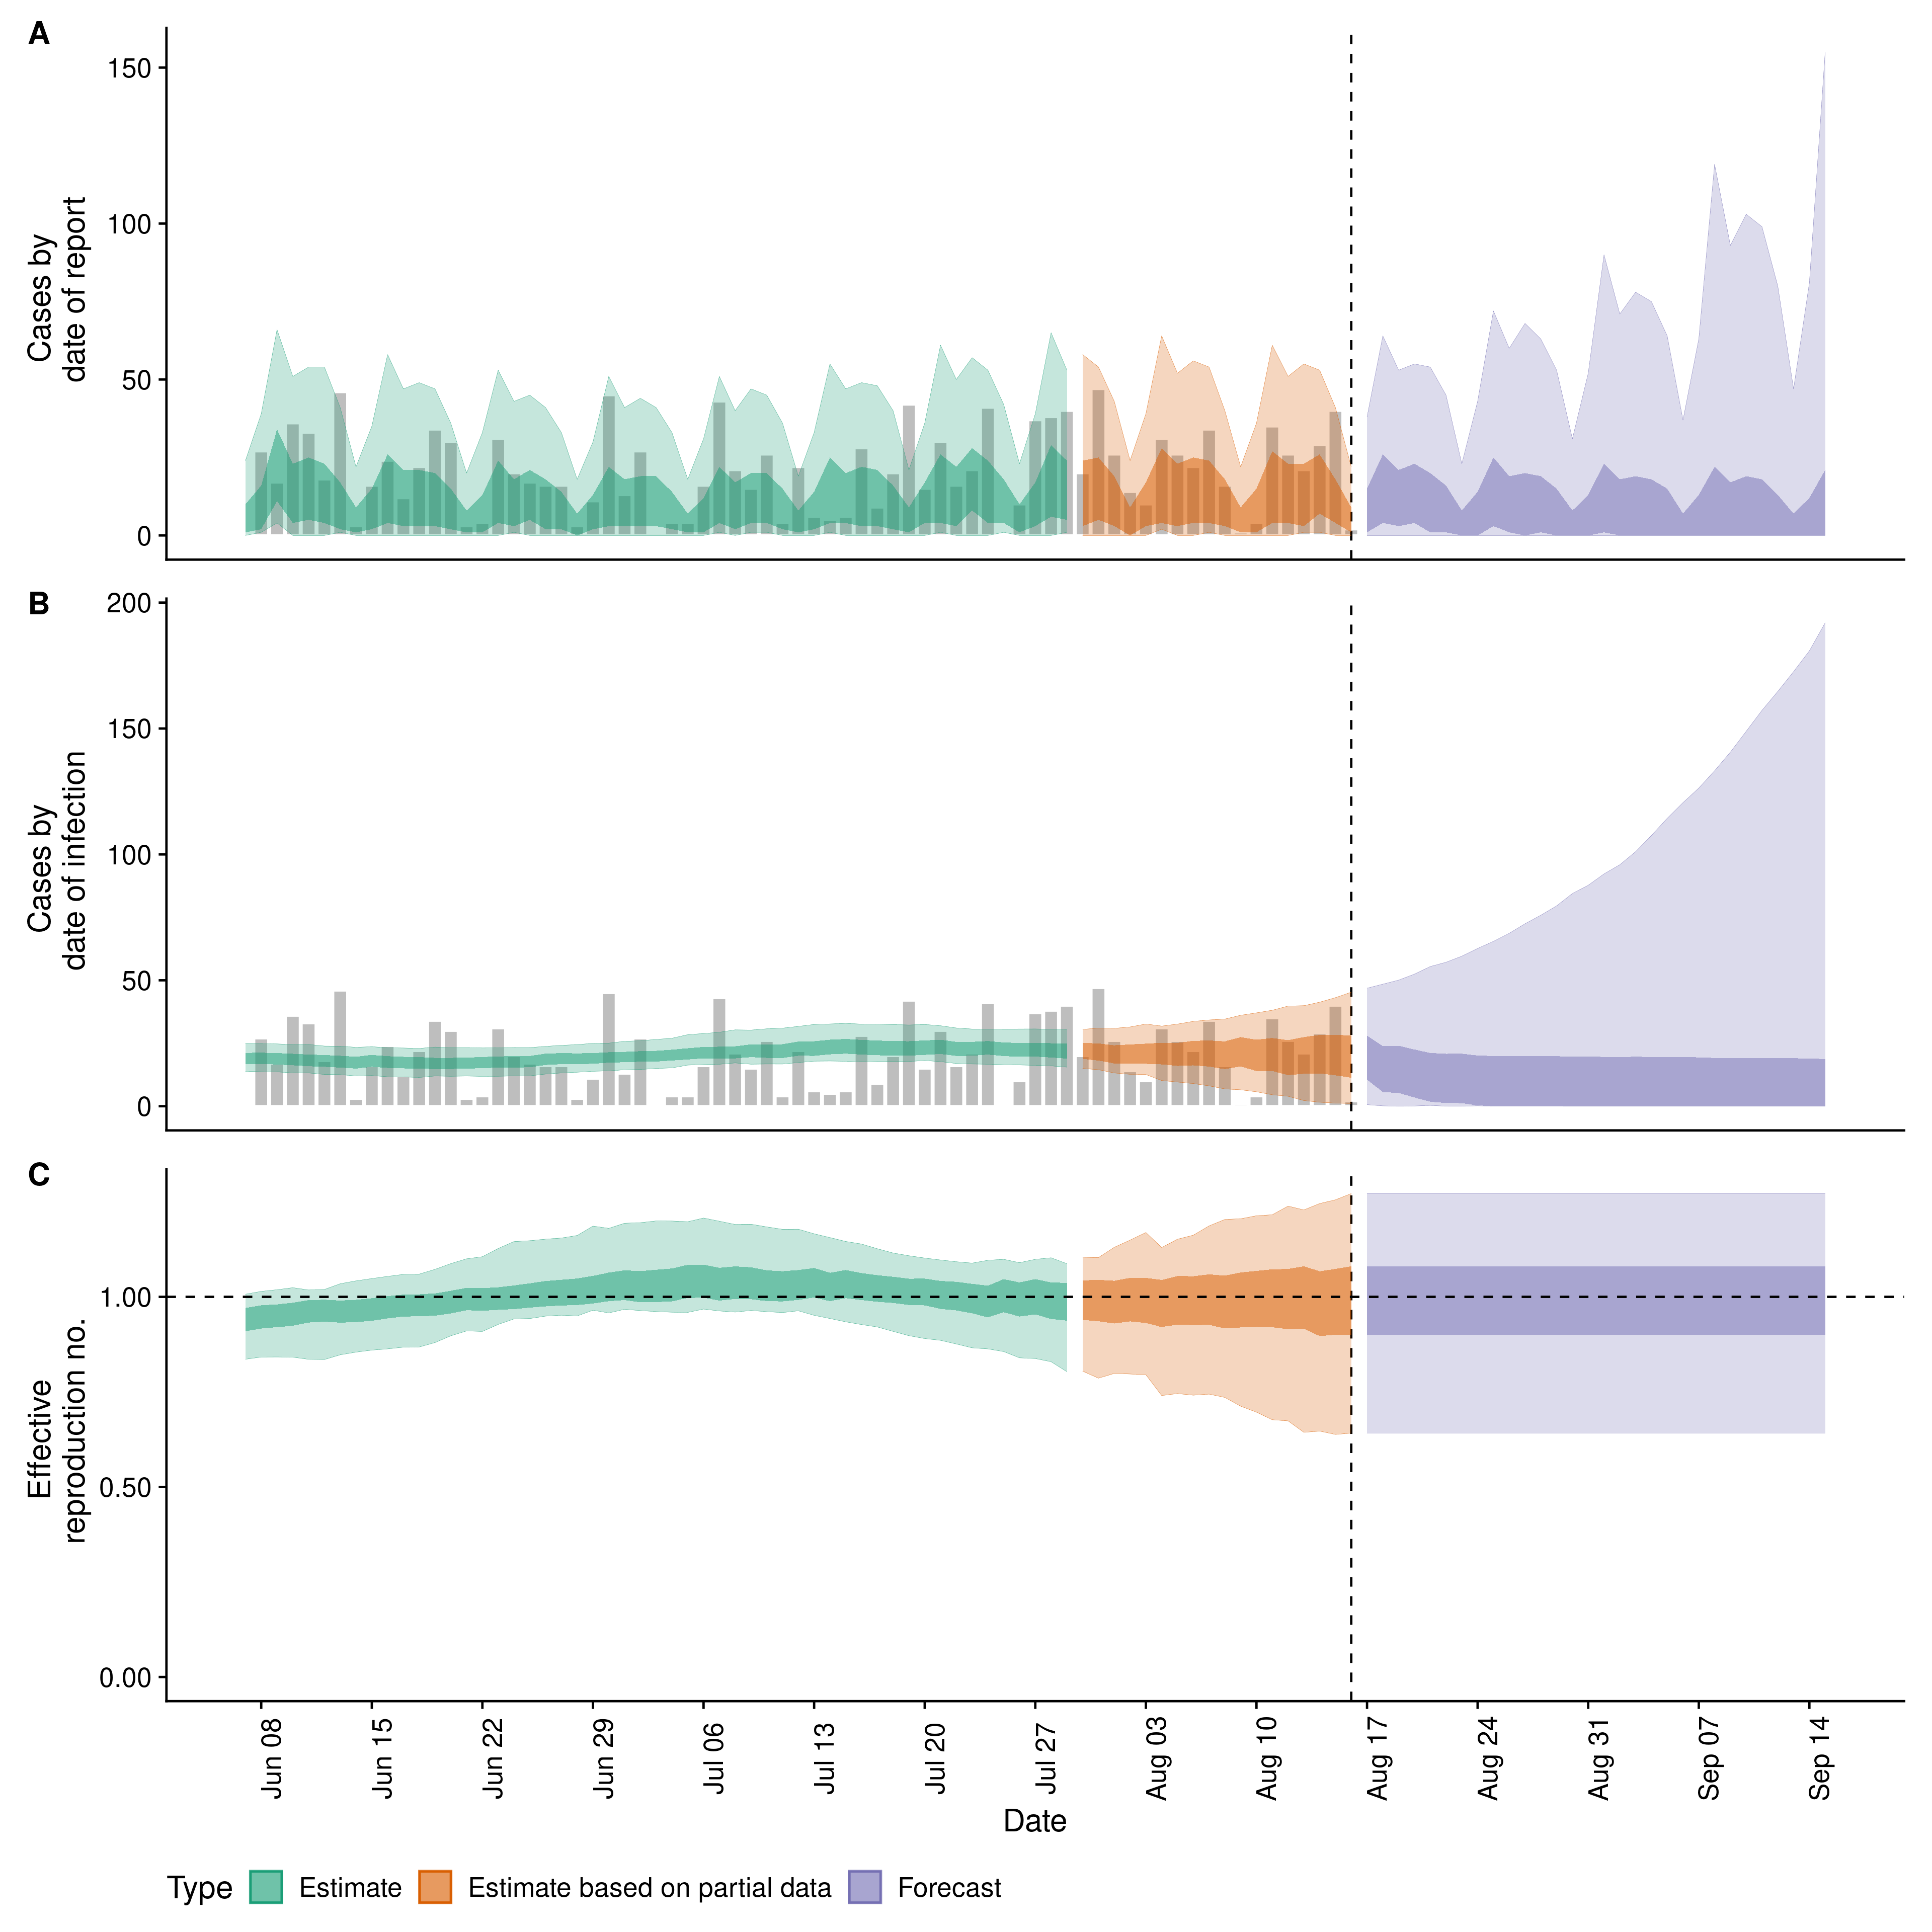 A
Cases by
date of report
150
100
50
0
B
Cases by
date of infection
200
150
100
50
0
C
Effective
reproduction no.
1.00
0.50
0.00
Jun 08
Jun 15
Jun 22
Jun 29
Jul 06
Jul 13
Jul 20
Jul 27
Aug 03
Aug 10
Aug 17
Aug 24
Aug 31
Sep 07
Sep 14
Date
Type Estimate Estimate based on partial data Forecast